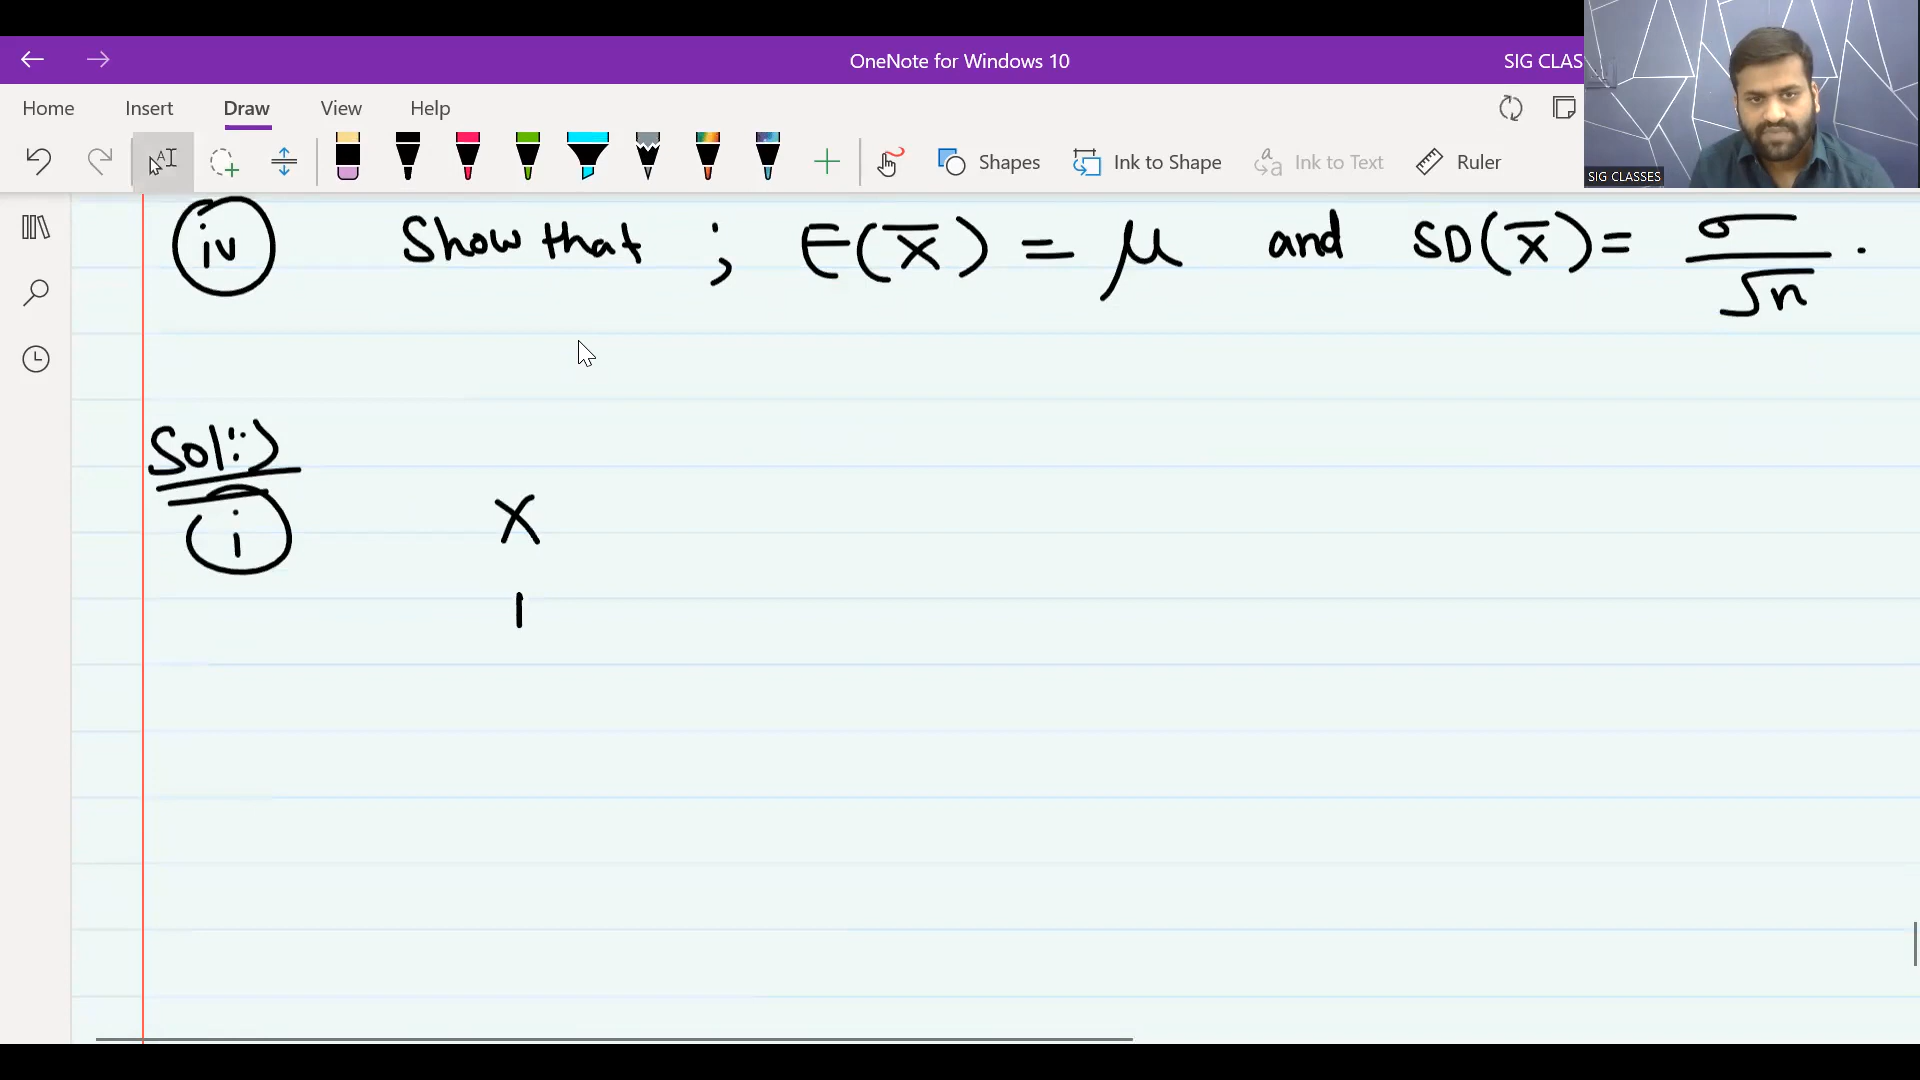 OneNote for Windows 10
SIG CLAS
Home Insert Draw View Help
Shapes Ink to Shape Ink to Text Ruler
SIG CLASSES
iv Show that ; E(X̅) = μ and SD(X̅) = σ/√n .
Sol:⇒
i X
1